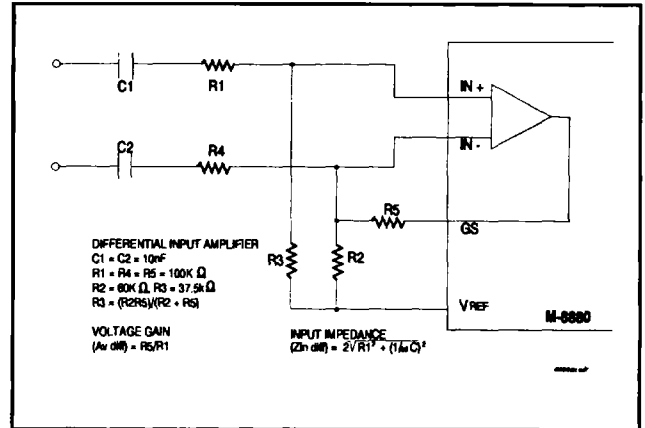 C1
R1
IN +
C2
R4
IN -
R5
GS
R3
R2
VREF
M-8880
DIFFERENTIAL INPUT AMPLIFIER
C1 = C2 = 10nF
R1 = R4 = R5 = 100K Ω
R2 = 60K Ω, R3 = 37.5k Ω
R3 = (R2R5)/(R2 + R5)
VOLTAGE GAIN
(Av diff) = R5/R1
INPUT IMPEDANCE
(Zin diff) = 2√R1² + (1/ωC)²